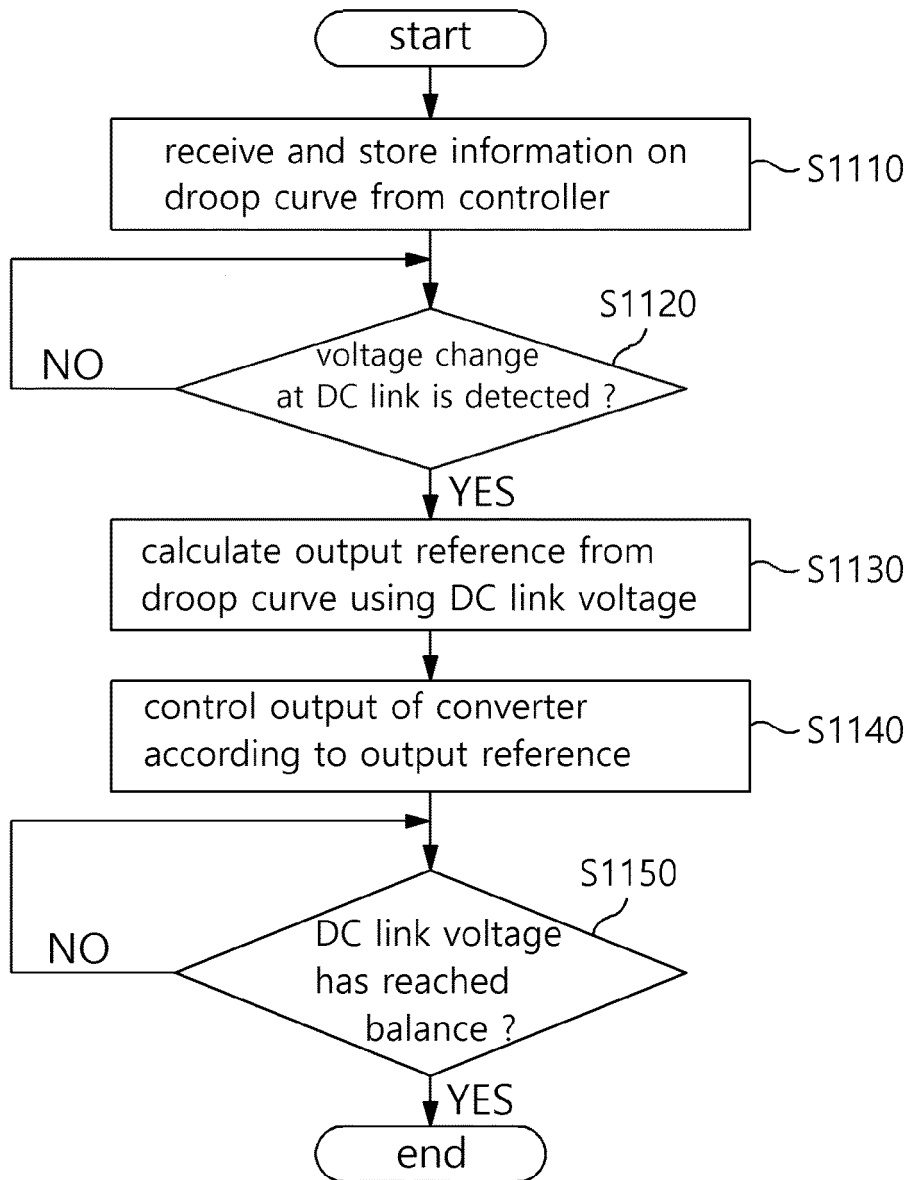 start
receive and store information on
droop curve from controller
S1110
S1120
voltage change
at DC link is detected ?
NO
YES
calculate output reference from
droop curve using DC link voltage
S1130
control output of converter
according to output reference
S1140
S1150
DC link voltage
has reached
balance ?
NO
YES
end